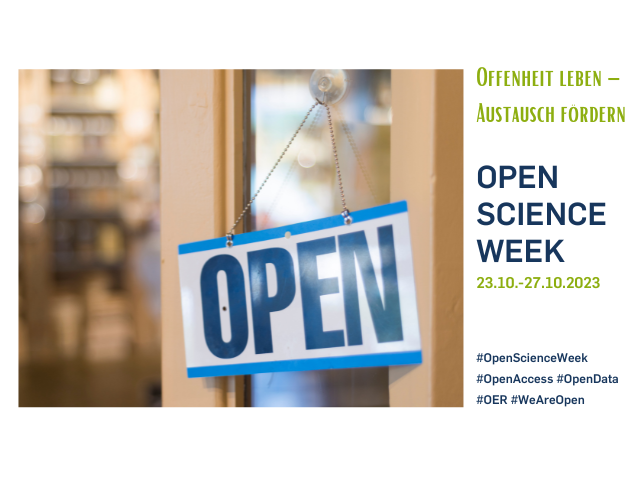 OPEN
Offenheit leben –
Austausch fördern
OPEN
SCIENCE
WEEK
23.10.-27.10.2023
#OpenScienceWeek
#OpenAccess #OpenData
#OER #WeAreOpen